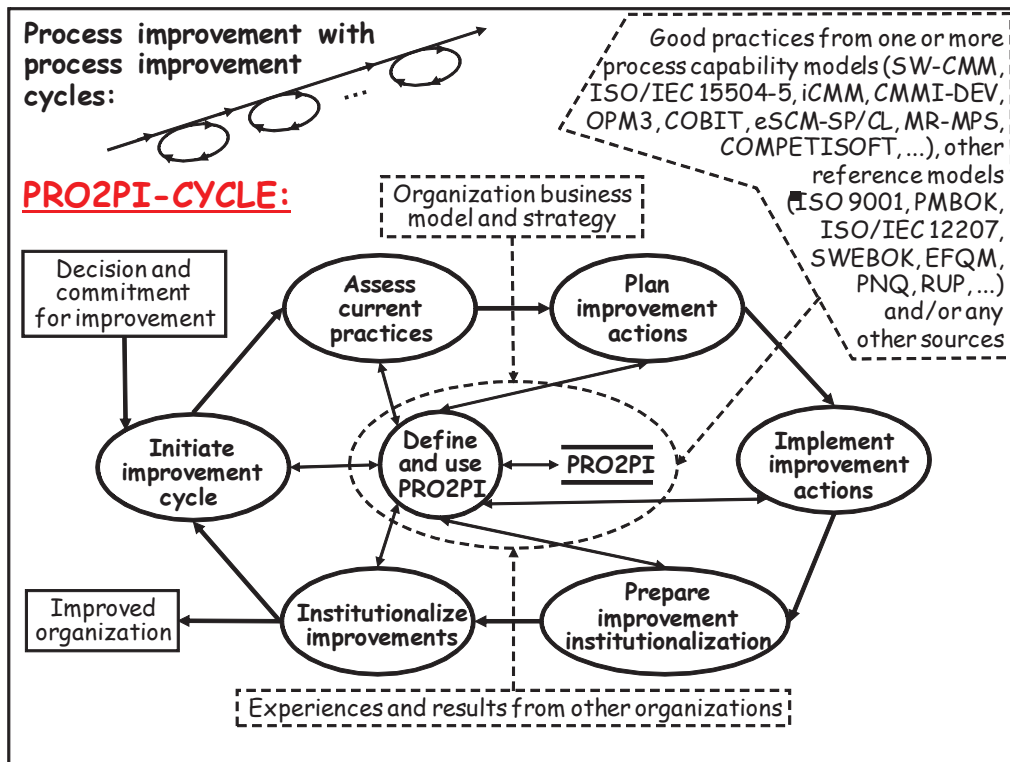 Process improvement with
process improvement
cycles:
...
Good practices from one or more
process capability models (SW-CMM,
ISO/IEC 15504-5, iCMM, CMMI-DEV,
OPM3, COBIT, eSCM-SP/CL, MR-MPS,
COMPETISOFT, ...), other
reference models
(ISO 9001, PMBOK,
ISO/IEC 12207,
SWEBOK, EFQM,
PNQ, RUP, ...)
and/or any
other sources
PRO2PI-CYCLE:
Organization business
model and strategy
Decision and
commitment
for improvement
Assess
current
practices
Plan
improvement
actions
Initiate
improvement
cycle
Define
and use
PRO2PI
PRO2PI
Implement
improvement
actions
Improved
organization
Institutionalize
improvements
Prepare
improvement
institutionalization
Experiences and results from other organizations